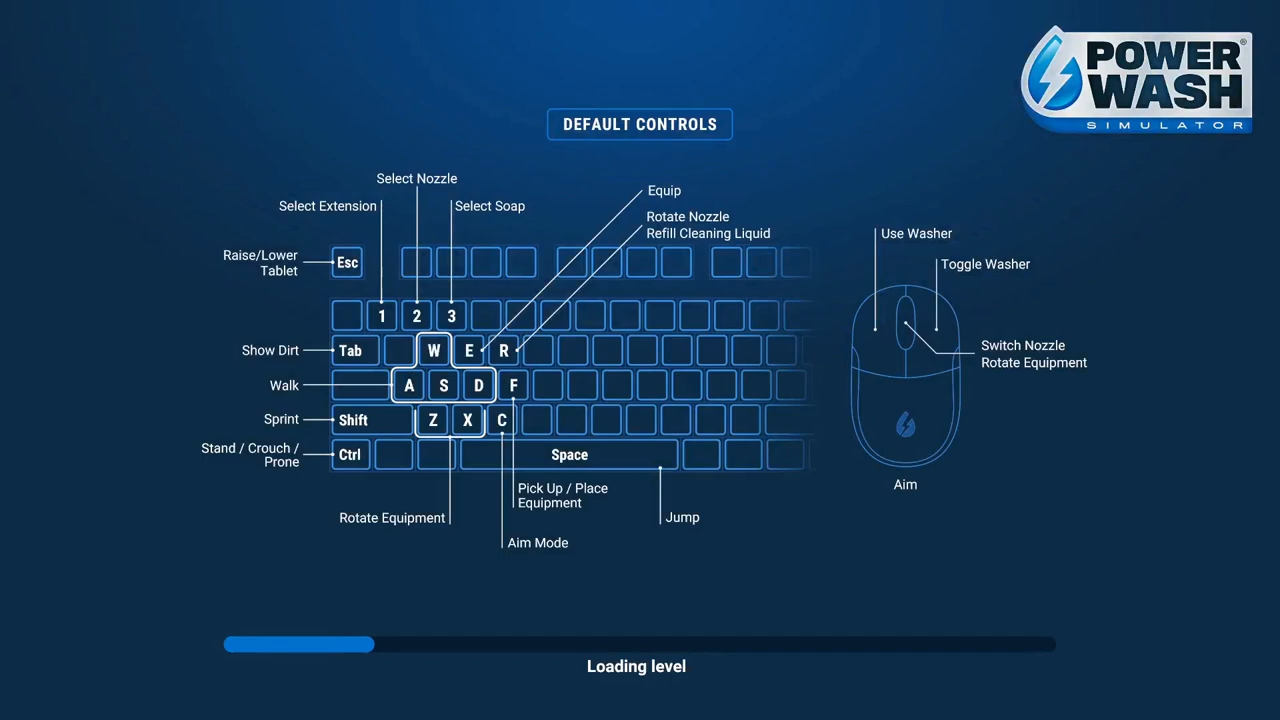 POWER
WASH
SIMULATOR
DEFAULT CONTROLS
Select Nozzle
Select Extension
Select Soap
Equip
Rotate Nozzle
Refill Cleaning Liquid
Use Washer
Toggle Washer
Raise/Lower
Tablet
Esc
1 2 3
Show Dirt
Tab W E R
Switch Nozzle
Rotate Equipment
Walk
A S D F
Sprint
Shift Z X C
Stand / Crouch /
Prone
Ctrl Space
Aim
Pick Up / Place
Equipment
Rotate Equipment
Jump
Aim Mode
Loading level